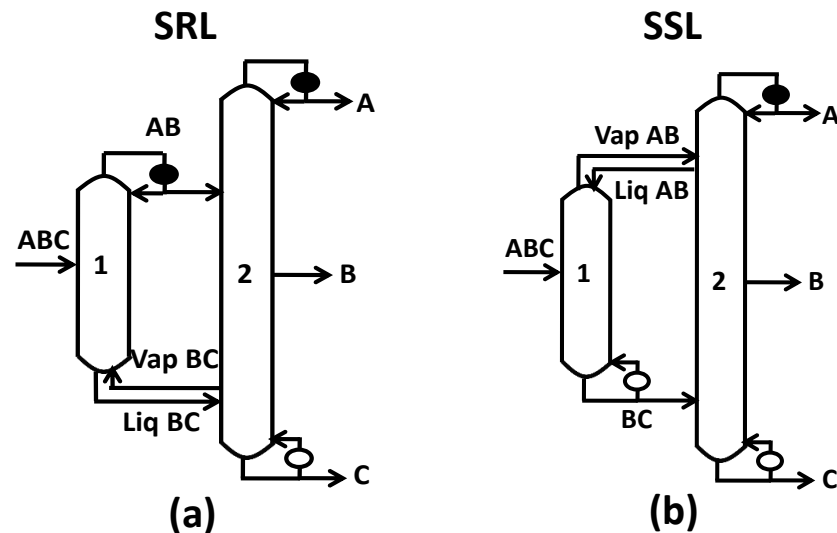 SRL
AB
ABC
1
2
A
B
Vap BC
Liq BC
C
(a)
SSL
Vap AB
Liq AB
ABC
1
2
A
B
BC
C
(b)